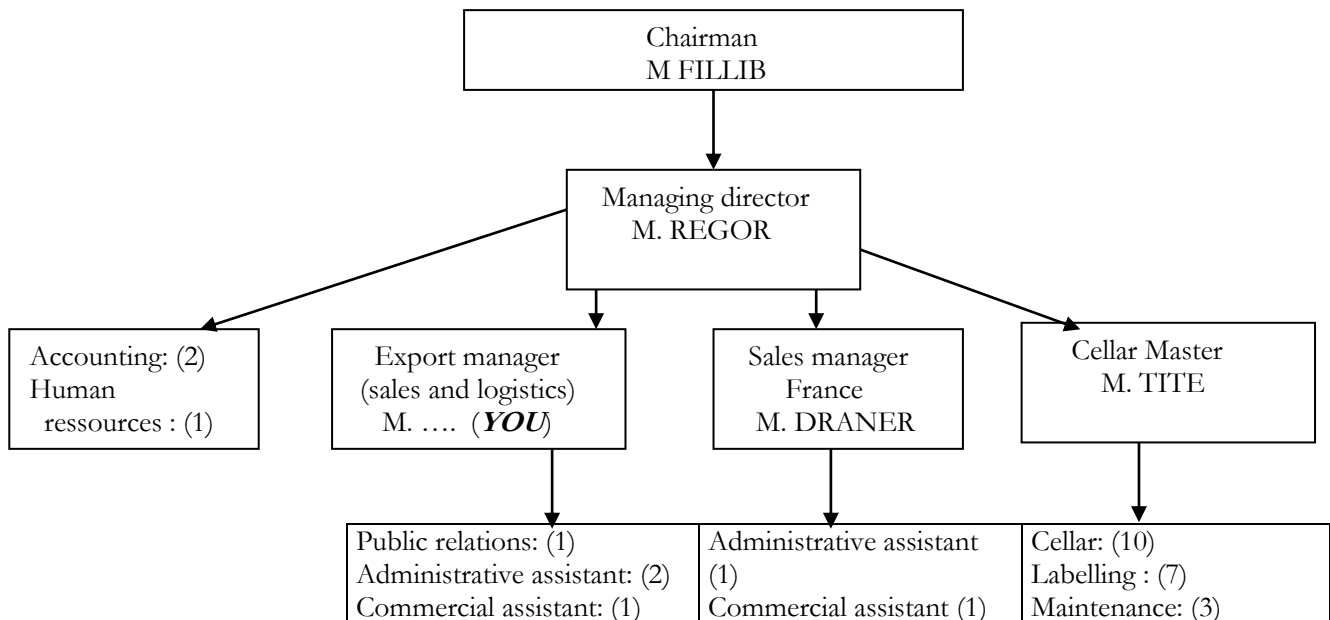 Chairman
M FILLIB
Managing director
M. REGOR
Accounting: (2)
Human
ressources : (1)
Export manager
(sales and logistics)
M. …. (YOU)
Sales manager
France
M. DRANER
Cellar Master
M. TITE
Public relations: (1)
Administrative assistant: (2)
Commercial assistant: (1)
Administrative assistant
(1)
Commercial assistant (1)
Cellar: (10)
Labelling : (7)
Maintenance: (3)